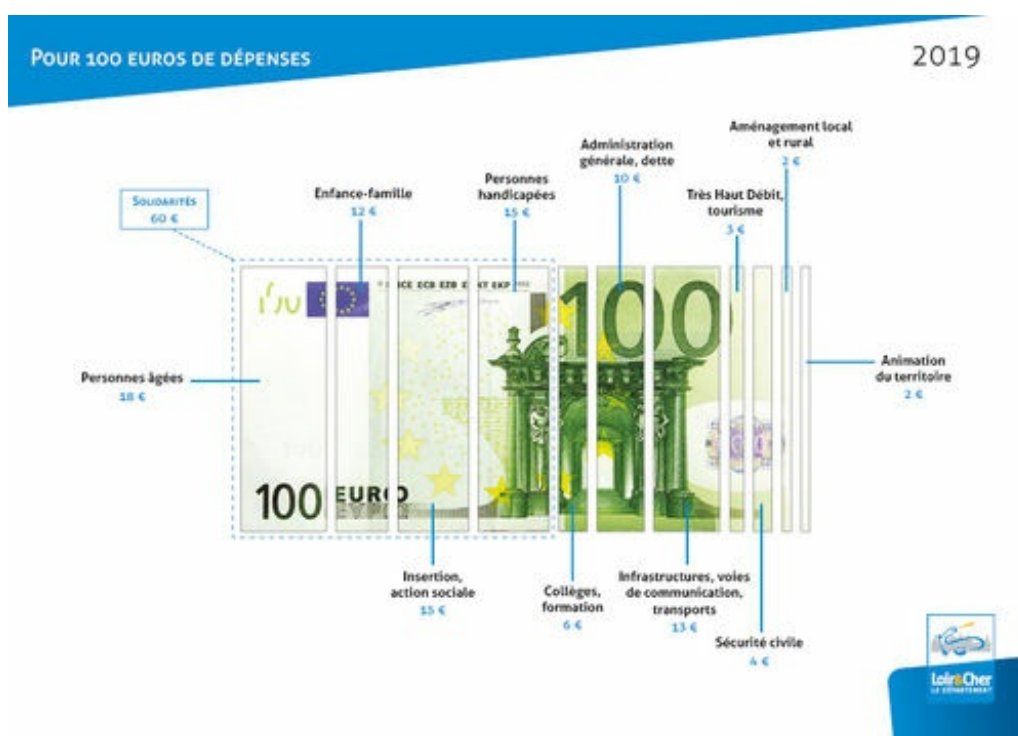 Pour 100 euros de dépenses
2019
Aménagement local
et rural
2 €
Administration
générale, dette
10 €
Très Haut Débit,
tourisme
3 €
Personnes
handicapées
15 €
Enfance-famille
12 €
Solidarités
60 €
Personnes âgées
18 €
100 EURO
100
Animation
du territoire
2 €
Insertion,
action sociale
15 €
Collèges,
formation
6 €
Infrastructures, voies
de communication,
transports
13 €
Sécurité civile
4 €
Loir&Cher
LE DÉPARTEMENT